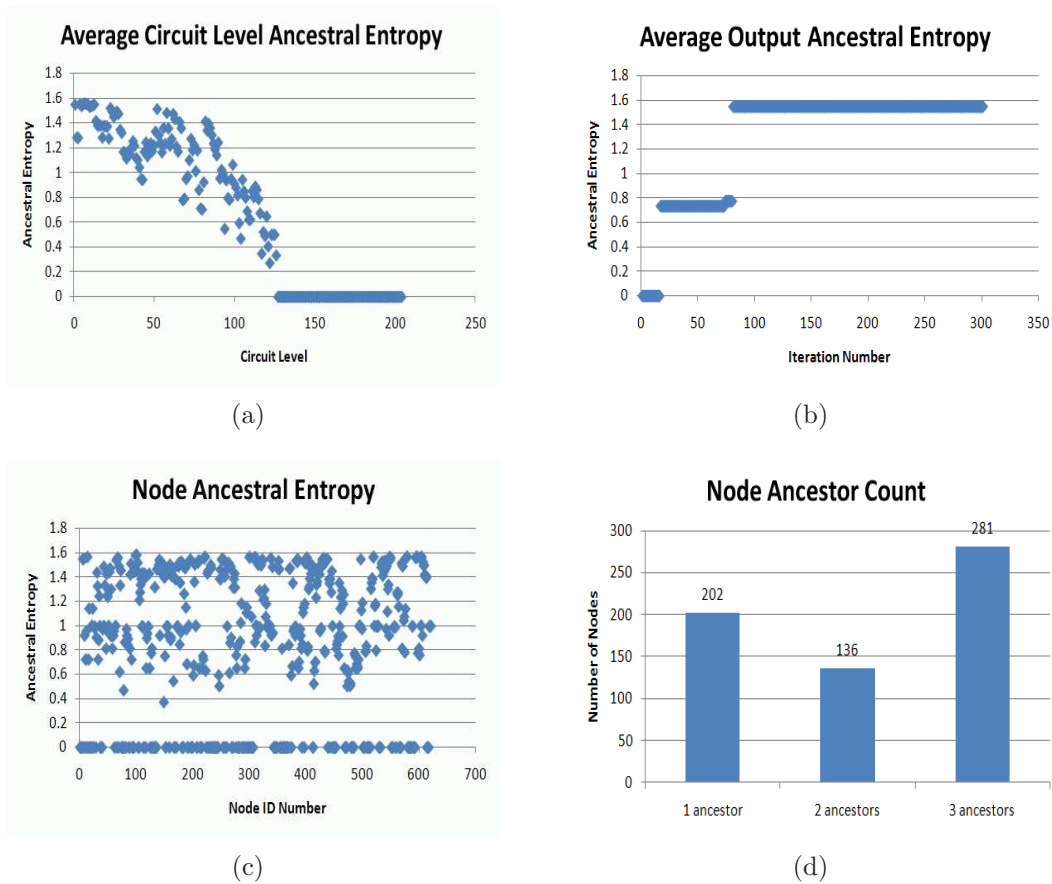 Average Circuit Level Ancestral Entropy
Ancestral Entropy
1.8
1.6
1.4
1.2
1
0.8
0.6
0.4
0.2
0
0 50 100 150 200 250
Circuit Level
(a)
Average Output Ancestral Entropy
Ancestral Entropy
1.8
1.6
1.4
1.2
1
0.8
0.6
0.4
0.2
0
0 50 100 150 200 250 300 350
Iteration Number
(b)
Node Ancestral Entropy
Ancestral Entropy
1.8
1.6
1.4
1.2
1
0.8
0.6
0.4
0.2
0
0 100 200 300 400 500 600 700
Node ID Number
(c)
Node Ancestor Count
Number of Nodes
300
250
200
150
100
50
0
202
136
281
1 ancestor 2 ancestors 3 ancestors
(d)